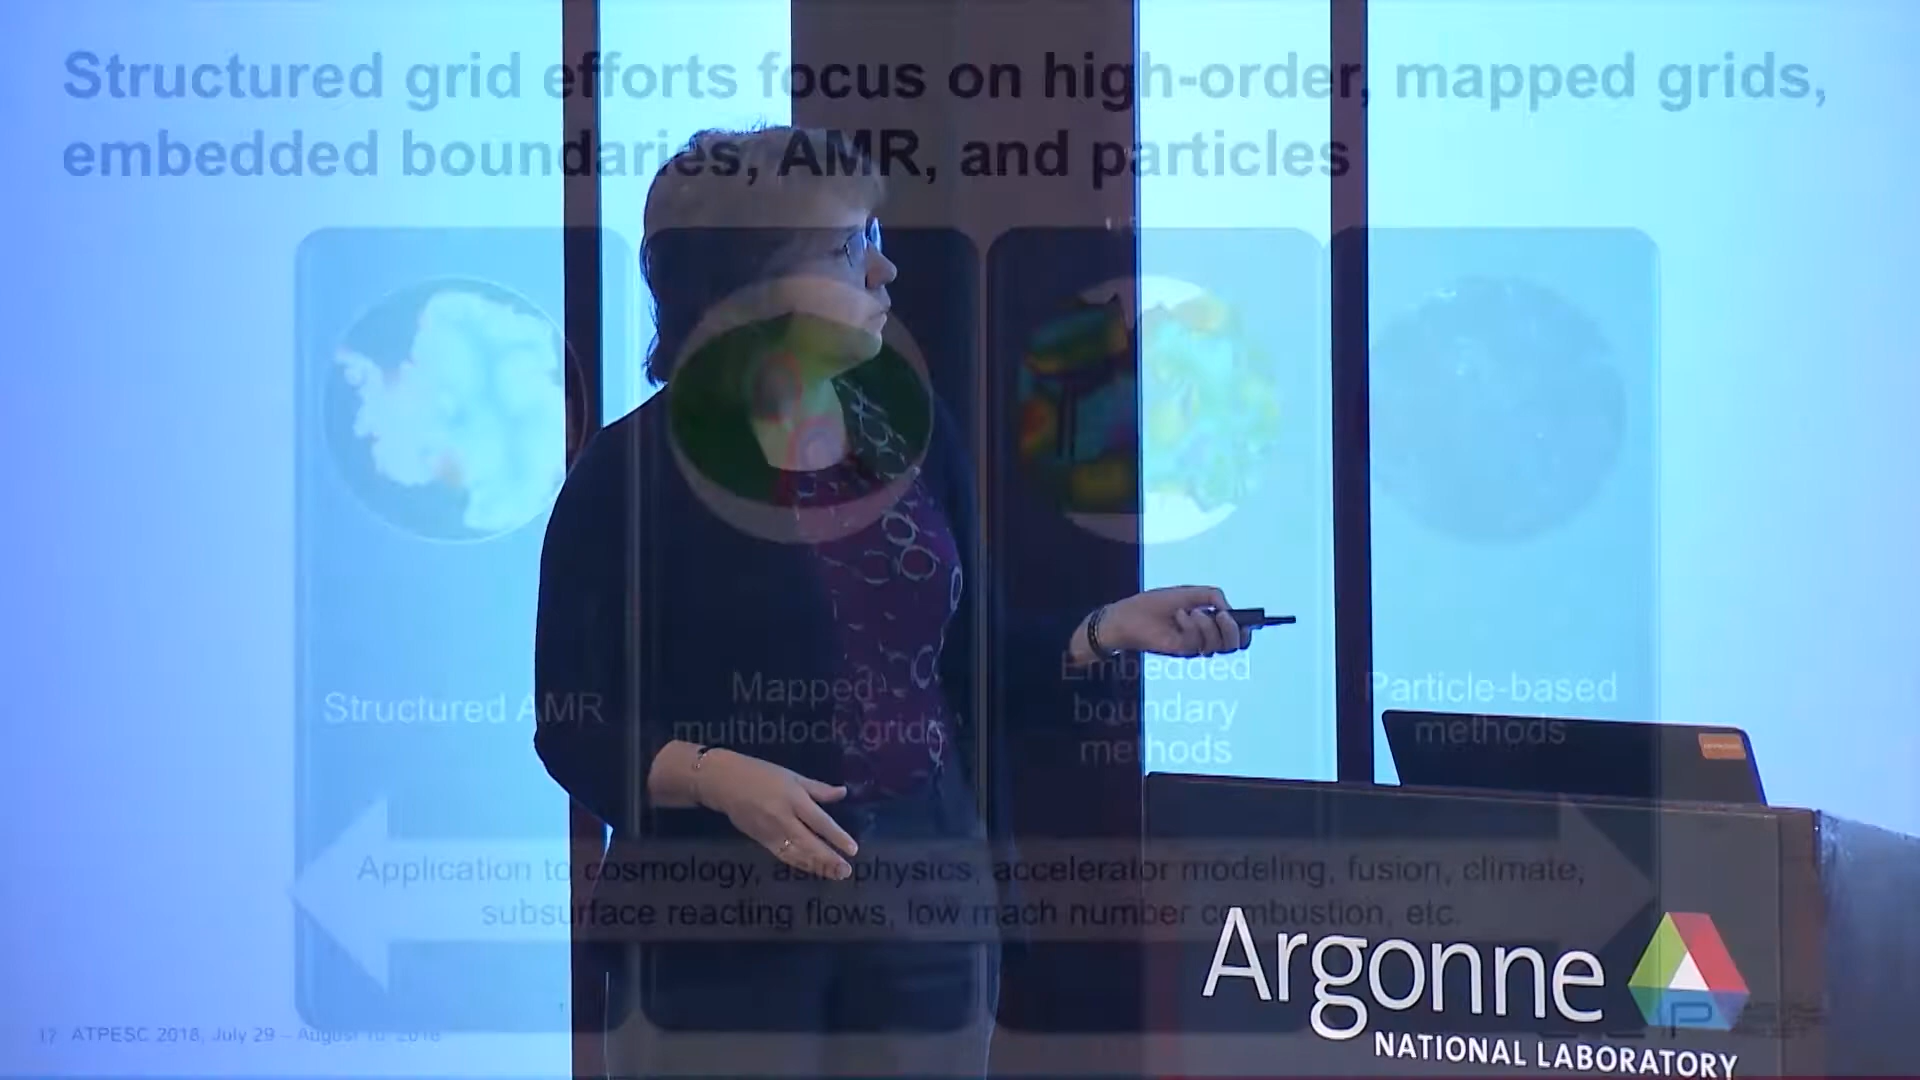 Structured grid efforts focus on high-order, mapped grids,
embedded boundaries, AMR, and particles
Structured AMR
Mapped-
multiblock grids
Embedded
boundary
methods
Particle-based
methods
Application to cosmology, astrophysics, accelerator modeling, fusion, climate,
subsurface reacting flows, low mach number combustion, etc.
Argonne
NATIONAL LABORATORY
17 ATPESC 2018, July 29 – August 10, 2018